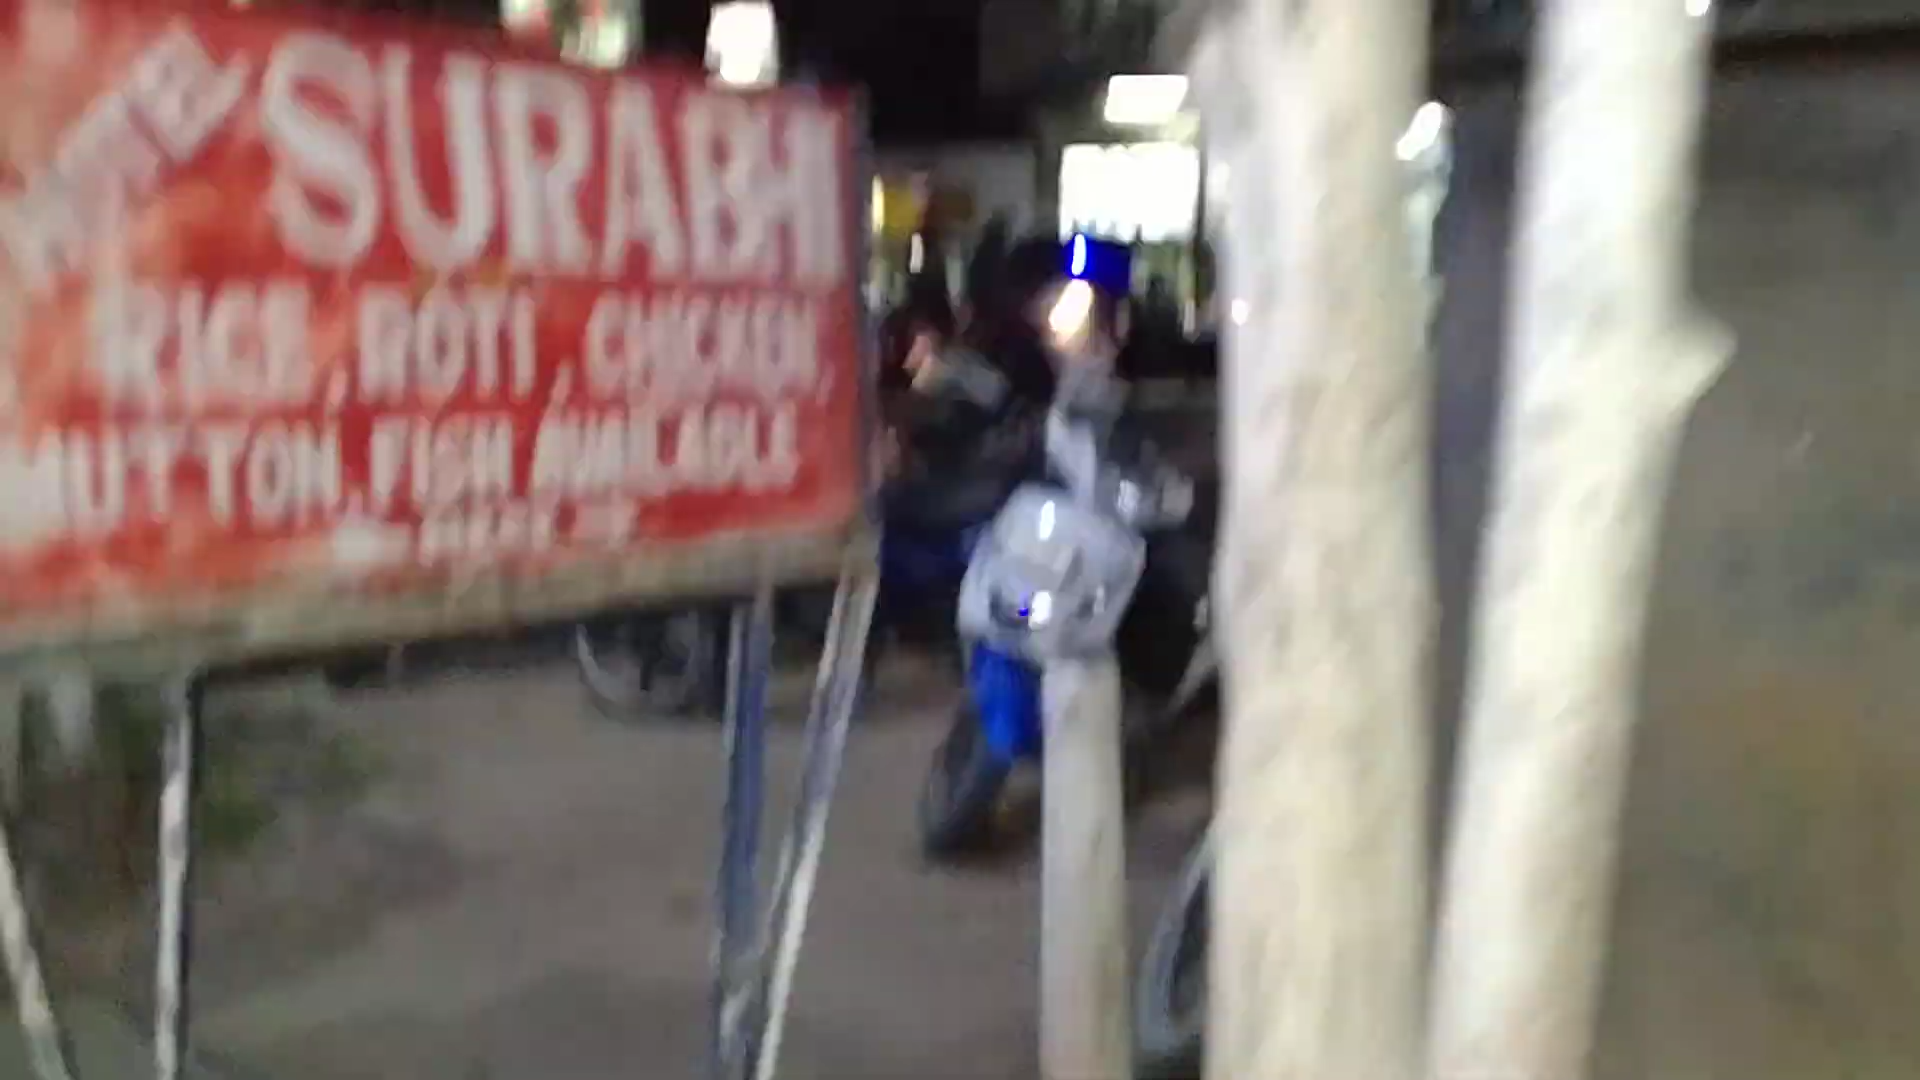 SURABHI
RICE, ROTI, CHICKEN,
MUTTON, FISH AVAILABLE